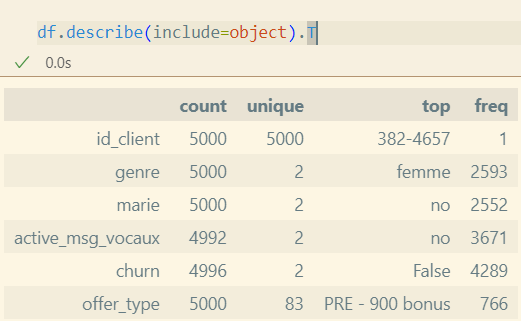 df.describe(include=object).T
✓ 0.0s
count unique top freq
id_client 5000 5000 382-4657 1
genre 5000 2 femme 2593
marie 5000 2 no 2552
active_msg_vocaux 4992 2 no 3671
churn 4996 2 False 4289
offer_type 5000 83 PRE - 900 bonus 766